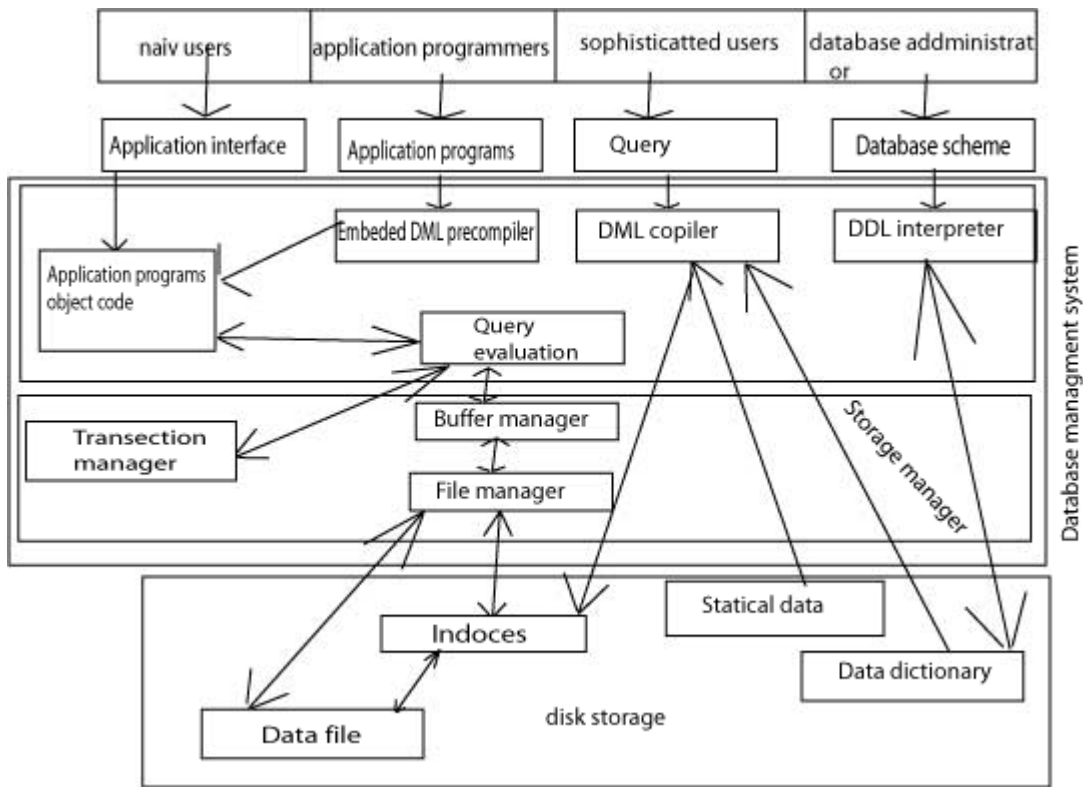 naiv users
application programmers
sophisticatted users
database addministrat
or
Application interface
Application programs
Query
Database scheme
Embeded DML precompiler
DML copiler
DDL interpreter
Application programs
object code
Query
evaluation
Buffer manager
Transection
manager
File manager
Storage manager
Database managment system
Statical data
Indoces
Data dictionary
Data file
disk storage